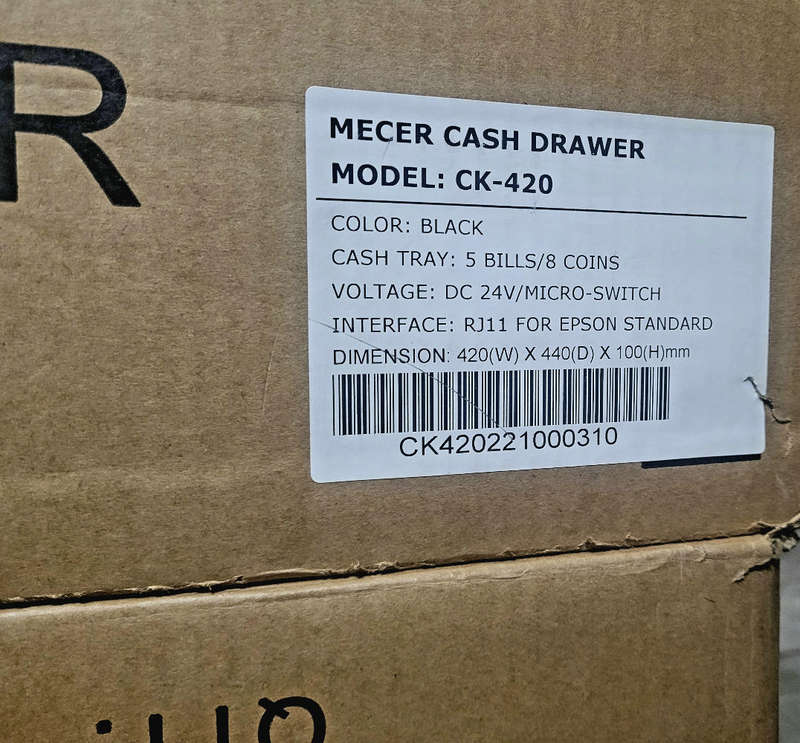 R
MECER CASH DRAWER
MODEL: CK-420
COLOR: BLACK
CASH TRAY: 5 BILLS/8 COINS
VOLTAGE: DC 24V/MICRO-SWITCH
INTERFACE: RJ11 FOR EPSON STANDARD
DIMENSION: 420(W) X 440(D) X 100(H)mm
CK420221000310